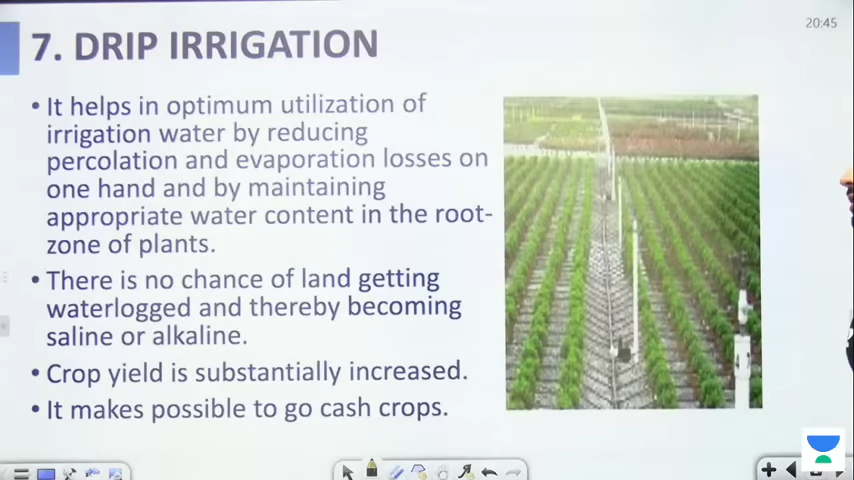 20:45
7. DRIP IRRIGATION
• It helps in optimum utilization of
irrigation water by reducing
percolation and evaporation losses on
one hand and by maintaining
appropriate water content in the root-
zone of plants.
• There is no chance of land getting
waterlogged and thereby becoming
saline or alkaline.
• Crop yield is substantially increased.
• It makes possible to go cash crops.